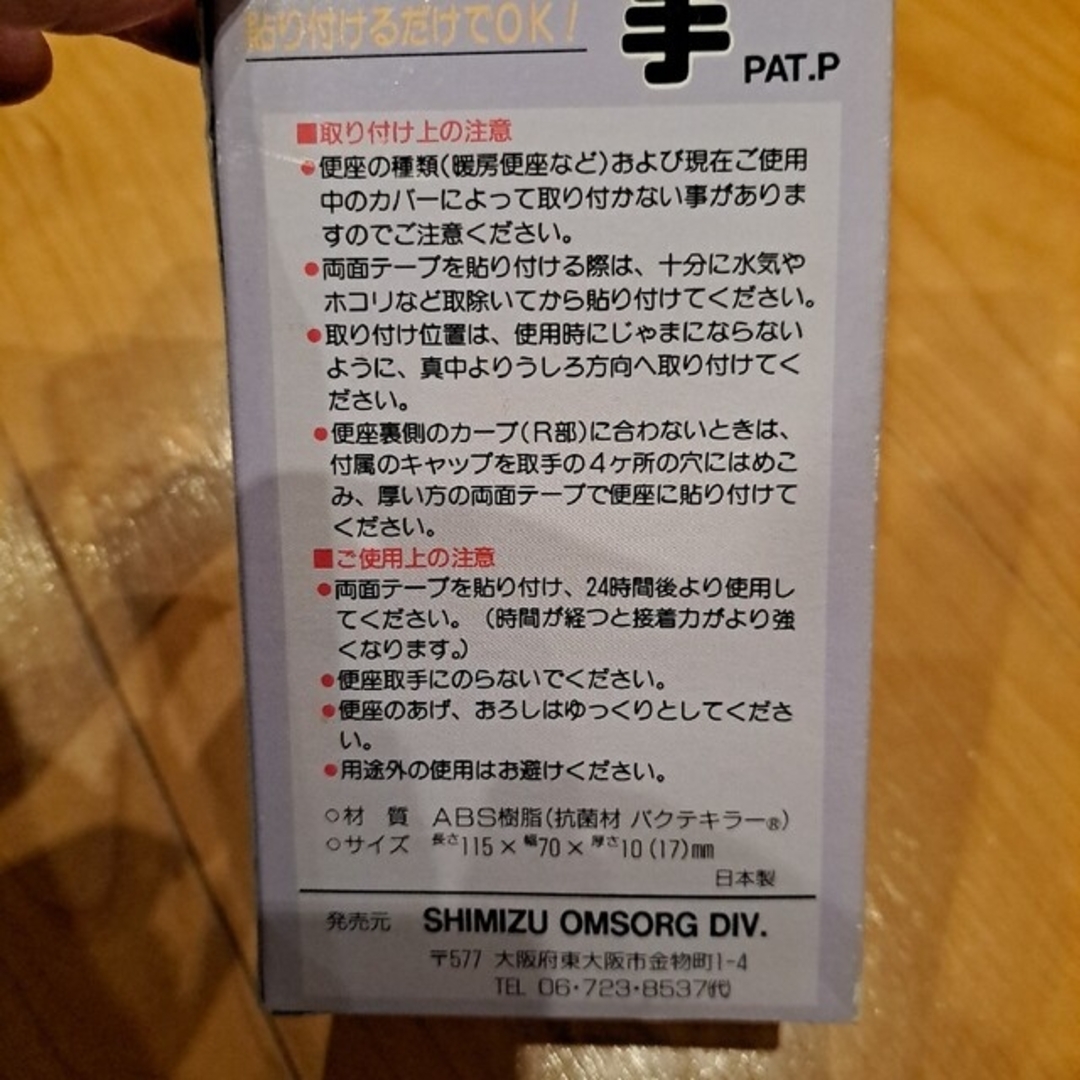 貼り付けるだけでOK!
手 PAT.P
■取り付け上の注意
●便座の種類(暖房便座など)および現在ご使用
中のカバーによって取り付かない事がありま
すのでご注意ください。
●両面テープを貼り付ける際は、十分に水気や
ホコリなど取除いてから貼り付けてください。
●取り付け位置は、使用時にじゃまにならない
ように、真中よりうしろ方向へ取り付けてく
ださい。
●便座裏側のカーブ(R部)に合わないときは、
付属のキャップを取手の4ケ所の穴にはめこ
み、厚い方の両面テープで便座に貼り付けて
ください。
■ご使用上の注意
●両面テープを貼り付け、24時間後より使用し
てください。(時間が経つと接着力がより強
くなります。)
●便座取手にのらないでください。
●便座のあげ、おろしはゆっくりとしてくださ
い。
●用途外の使用はお避けください。
○材 質 ABS樹脂(抗菌材 バクテキラー®)
○サイズ 長さ115×幅70×厚さ10(17)mm
日本製
発売元 SHIMIZU OMSORG DIV.
〒577 大阪府東大阪市金物町1-4
TEL 06・723・8537㈹